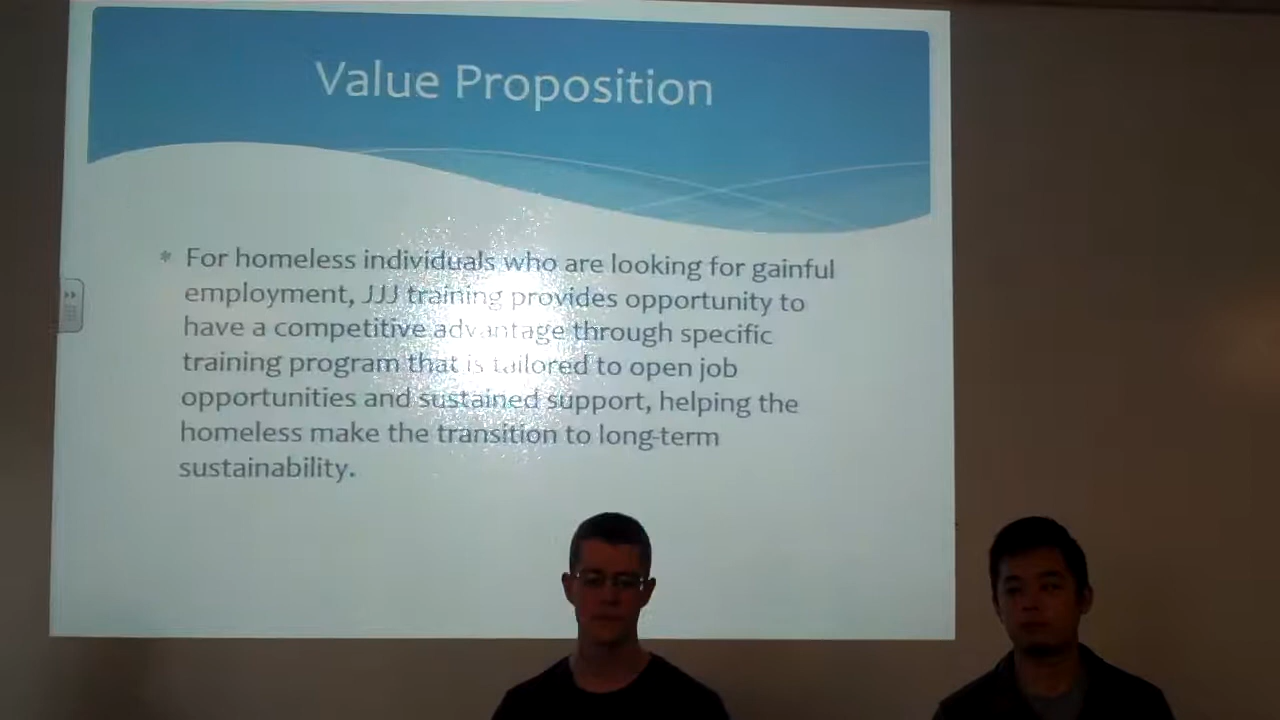 Value Proposition
* For homeless individuals who are looking for gainful
employment, JJJ training provides opportunity to
have a competitive advantage through specific
training program that is tailored to open job
opportunities and sustained support, helping the
homeless make the transition to long-term
sustainability.